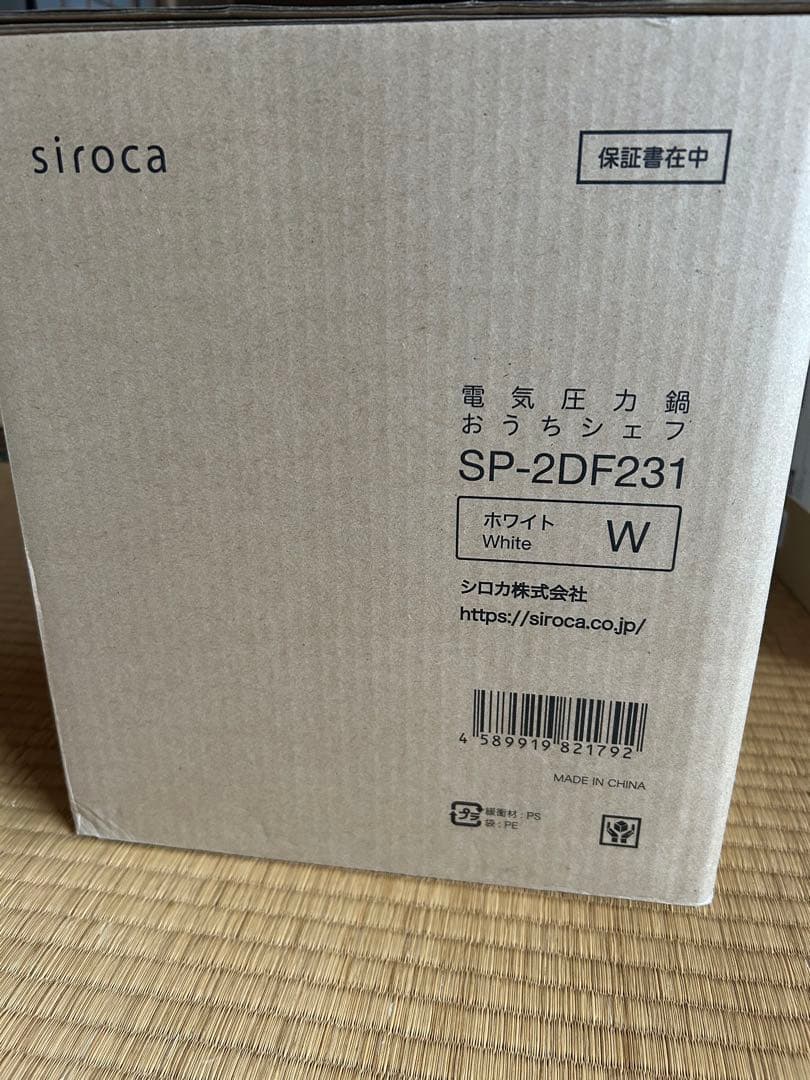 siroca
保証書在中
電気圧力鍋
おうちシェフ
SP-2DF231
ホワイト
White
W
シロカ株式会社
https://siroca.co.jp/
4 589919 821792
MADE IN CHINA
プラ
緩衝材:PS
袋:PE